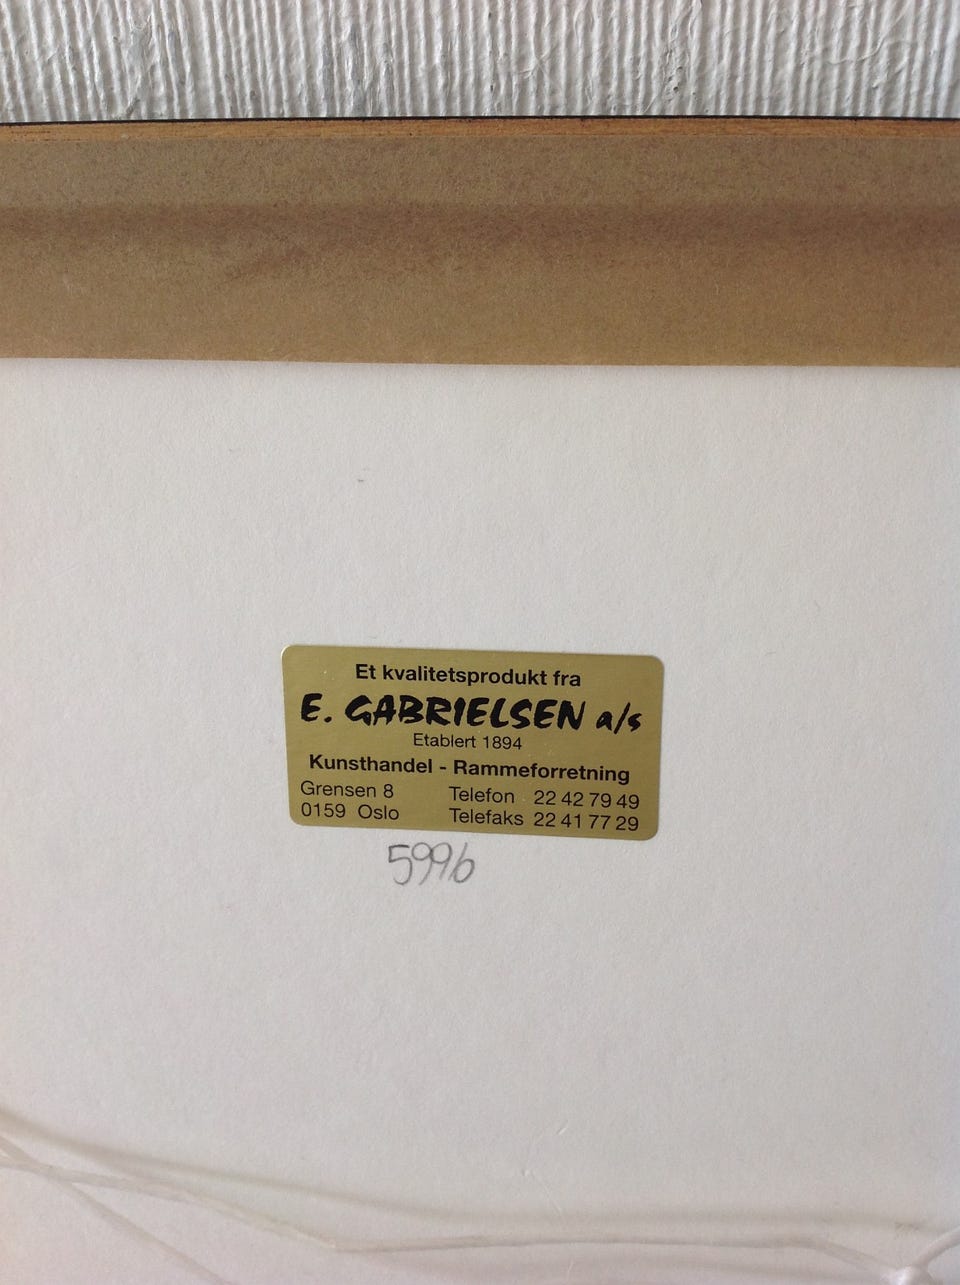 Et kvalitetsprodukt fra
E. GABRIELSEN a/s
Etablert 1894
Kunsthandel - Rammeforretning
Grensen 8 Telefon 22 42 79 49
0159 Oslo Telefaks 22 41 77 29
5996